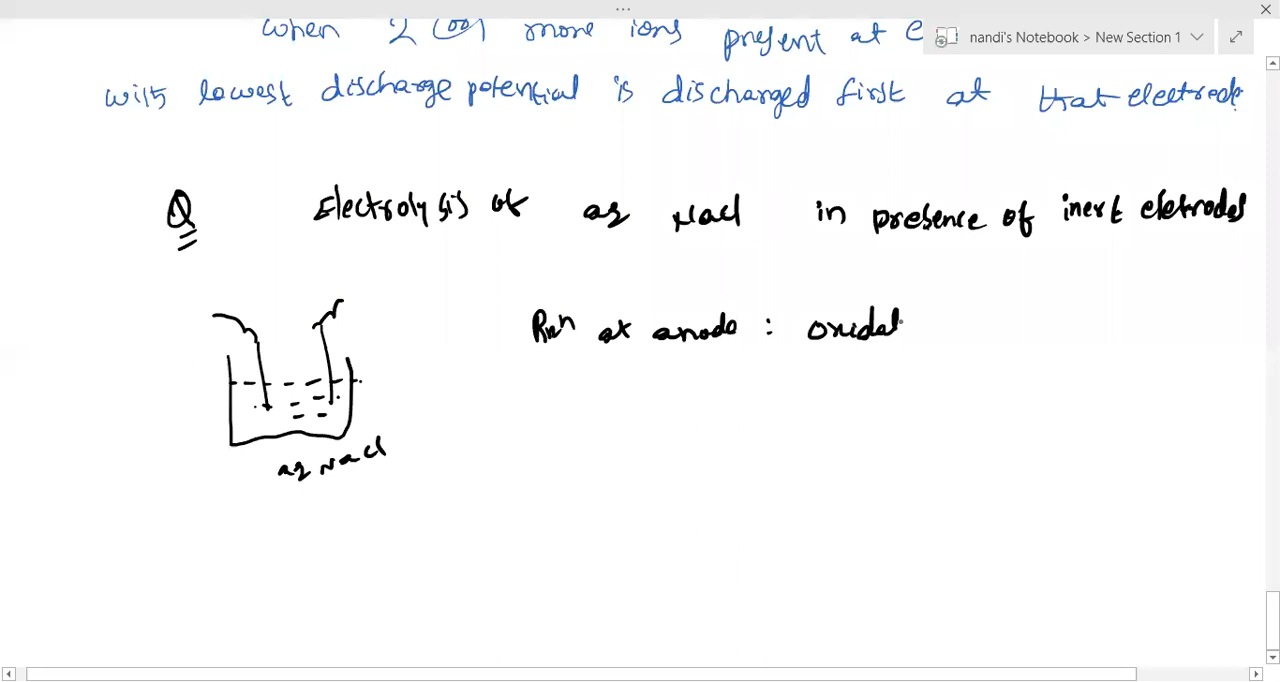 ...
when 2 (or) more ions present at e
nandi's Notebook > New Section 1
with lowest discharge potential is discharged first at that electrode
Q Electrolysis of aq NaCl in presence of inert eletrodes
Rxn at anode : oxidat
aq NaCl